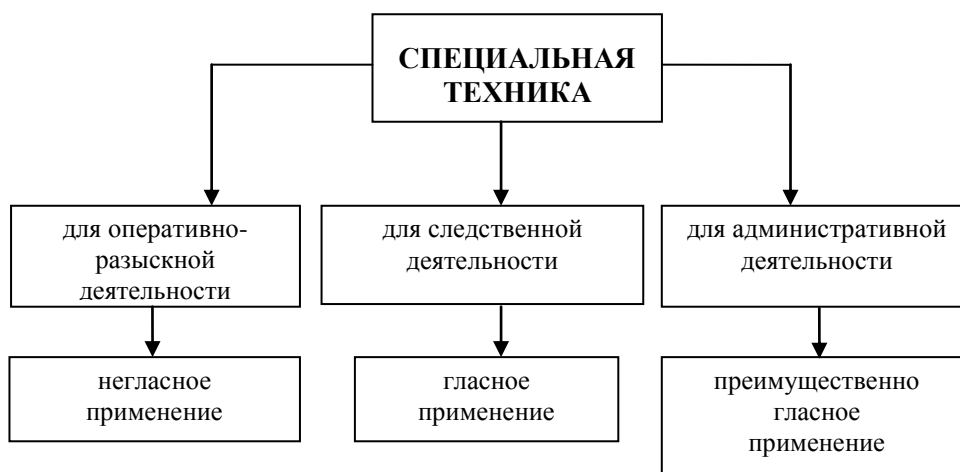 СПЕЦИАЛЬНАЯ
ТЕХНИКА
для оперативно-
разыскной
деятельности
для следственной
деятельности
для административной
деятельности
негласное
применение
гласное
применение
преимущественно
гласное
применение